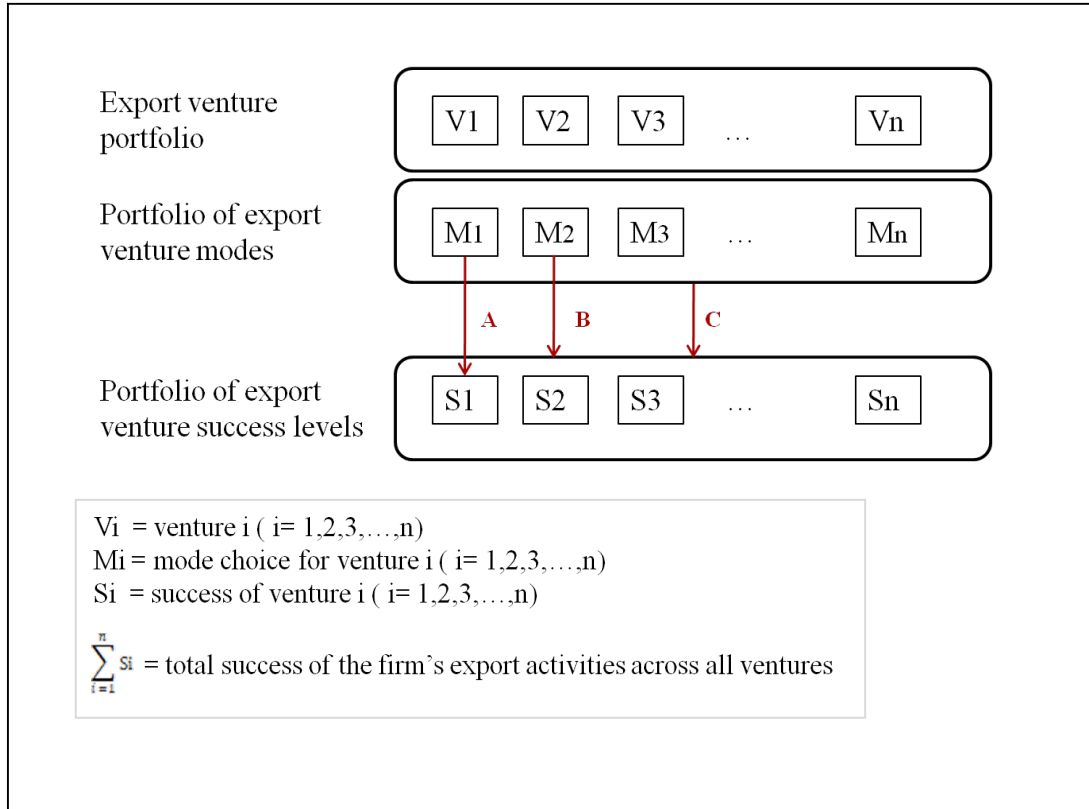 Export venture
portfolio
V1 V2 V3 … Vn
Portfolio of export
venture modes
M1 M2 M3 … Mn
A B C
Portfolio of export
venture success levels
S1 S2 S3 … Sn
Vi = venture i ( i= 1,2,3,…,n)
Mi = mode choice for venture i ( i= 1,2,3,…,n)
Si = success of venture i ( i= 1,2,3,…,n)
n
∑ Si = total success of the firm’s export activities across all ventures
i=1